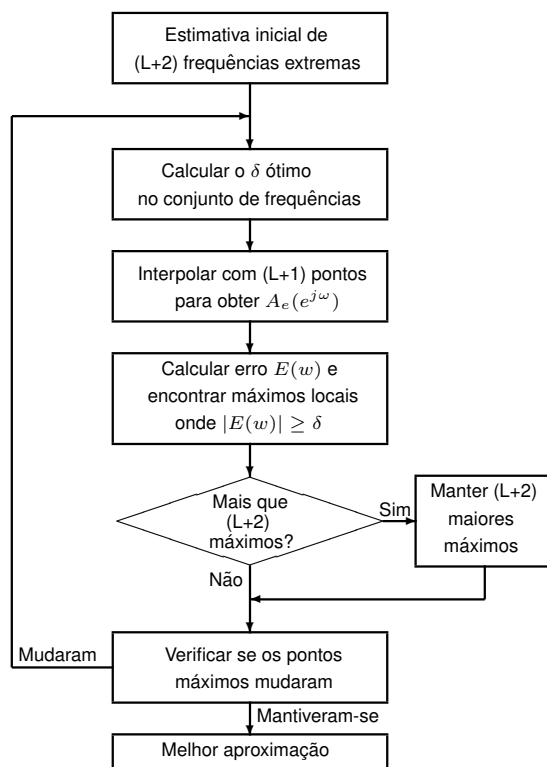 Estimativa inicial de
(L+2) frequências extremas
Calcular o δ ótimo
no conjunto de frequências
Interpolar com (L+1) pontos
para obter A_e(e^{jω})
Calcular erro E(w) e
encontrar máximos locais
onde |E(w)| ≥ δ
Mais que
(L+2)
máximos?
Sim
Manter (L+2)
maiores
máximos
Não
Mudaram
Verificar se os pontos
máximos mudaram
Mantiveram-se
Melhor aproximação